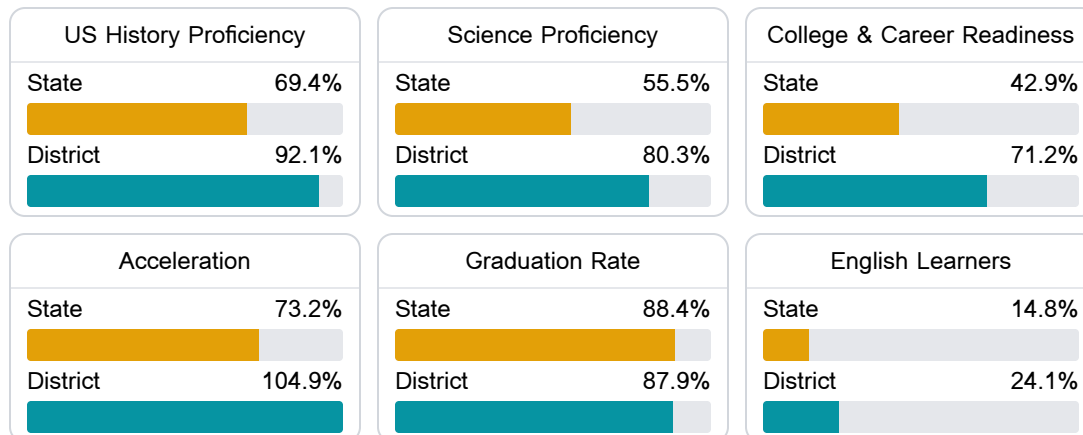 US History Proficiency
State 69.4%
District 92.1%
Science Proficiency
State 55.5%
District 80.3%
College & Career Readiness
State 42.9%
District 71.2%
Acceleration
State 73.2%
District 104.9%
Graduation Rate
State 88.4%
District 87.9%
English Learners
State 14.8%
District 24.1%